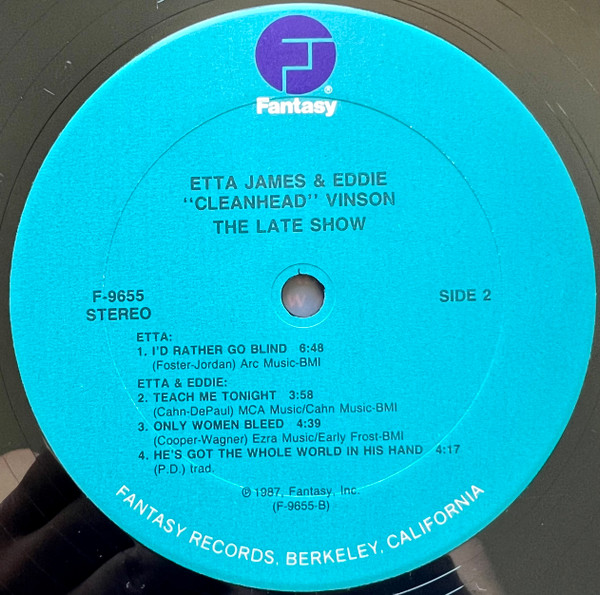 F
®
Fantasy
ETTA JAMES & EDDIE
"CLEANHEAD" VINSON
THE LATE SHOW
F-9655
STEREO
SIDE 2
ETTA:
1. I'D RATHER GO BLIND 6:48
(Foster-Jordan) Arc Music-BMI
ETTA & EDDIE:
2. TEACH ME TONIGHT 3:58
(Cahn-DePaul) MCA Music/Cahn Music-BMI
3. ONLY WOMEN BLEED 4:39
(Cooper-Wagner) Ezra Music/Early Frost-BMI
4. HE'S GOT THE WHOLE WORLD IN HIS HAND 4:17
(P.D.) trad.
℗ 1987, Fantasy, Inc.
(F-9655-B)
FANTASY RECORDS, BERKELEY, CALIFORNIA